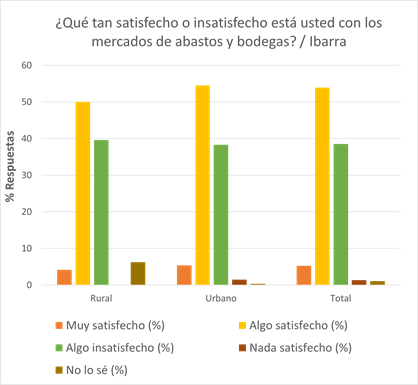 ¿Qué tan satisfecho o insatisfecho está usted con los
mercados de abastos y bodegas? / Ibarra
% Respuestas
60
50
40
30
20
10
0
Rural Urbano Total
Muy satisfecho (%) Algo satisfecho (%)
Algo insatisfecho (%) Nada satisfecho (%)
No lo sé (%)